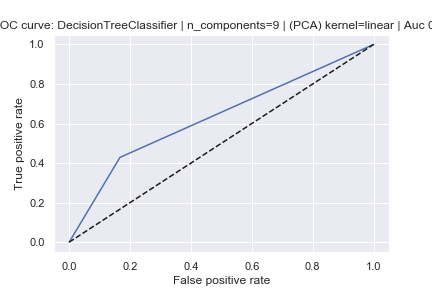 OC curve: DecisionTreeClassifier | n_components=9 | (PCA) kernel=linear | Auc
1.0
0.8
0.6
0.4
0.2
0.0
True positive rate
0.0 0.2 0.4 0.6 0.8 1.0
False positive rate